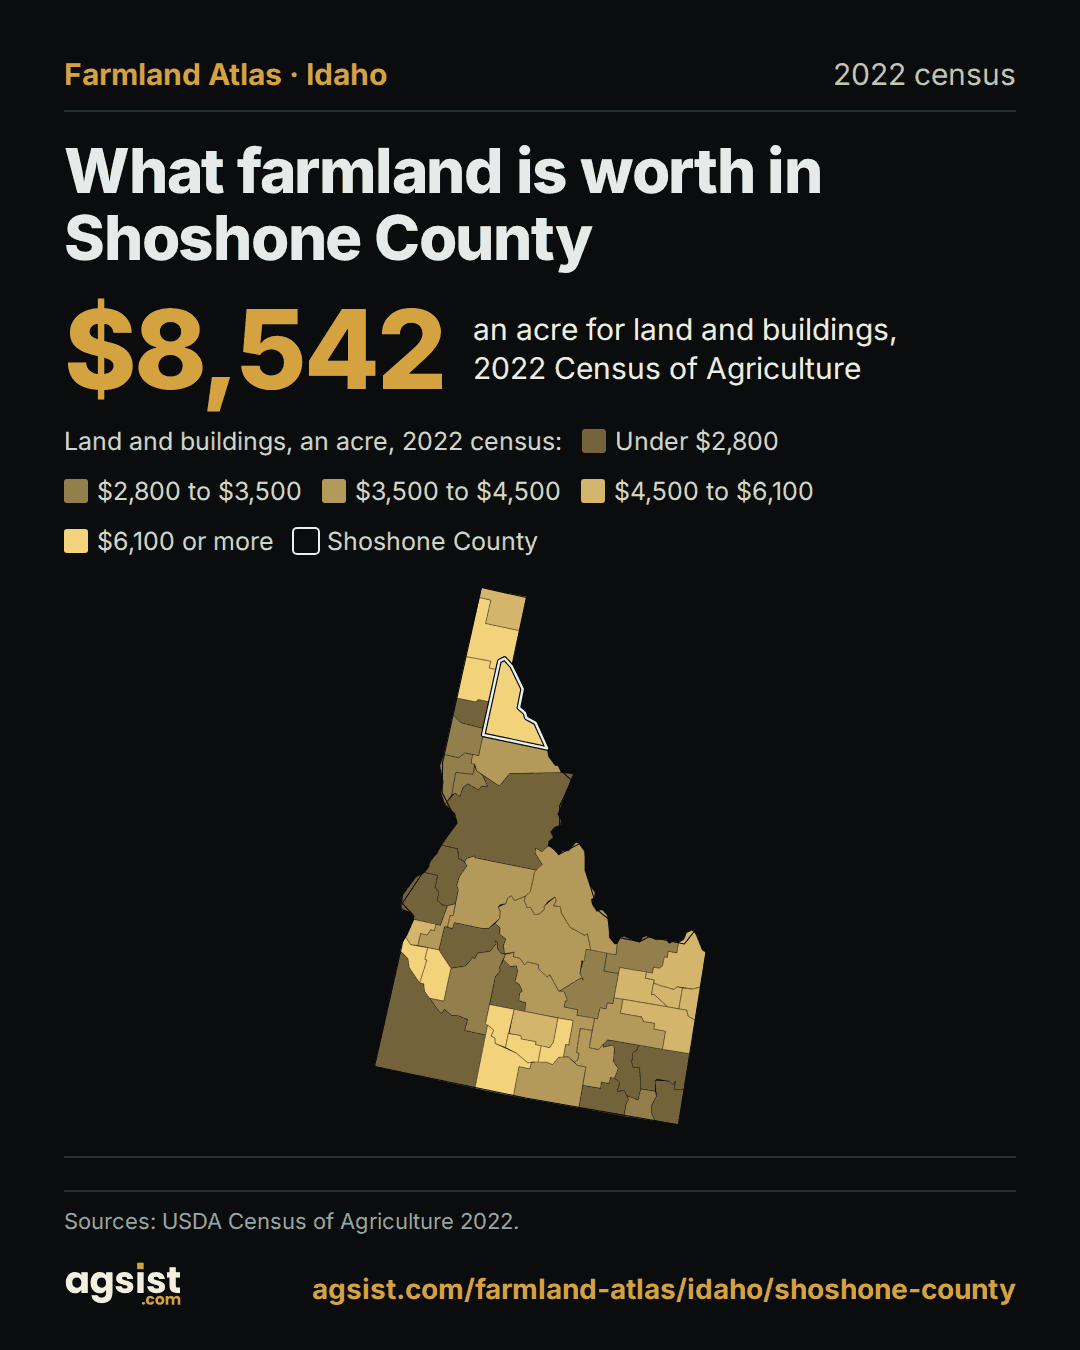 Farmland Atlas · Idaho
2022 census
What farmland is worth in
Shoshone County
$8,542
an acre for land and buildings,
2022 Census of Agriculture
Land and buildings, an acre, 2022 census:
Under $2,800
$2,800 to $3,500
$3,500 to $4,500
$4,500 to $6,100
$6,100 or more
Shoshone County
Sources: USDA Census of Agriculture 2022.
agsist
.com
agsist.com/farmland-atlas/idaho/shoshone-county